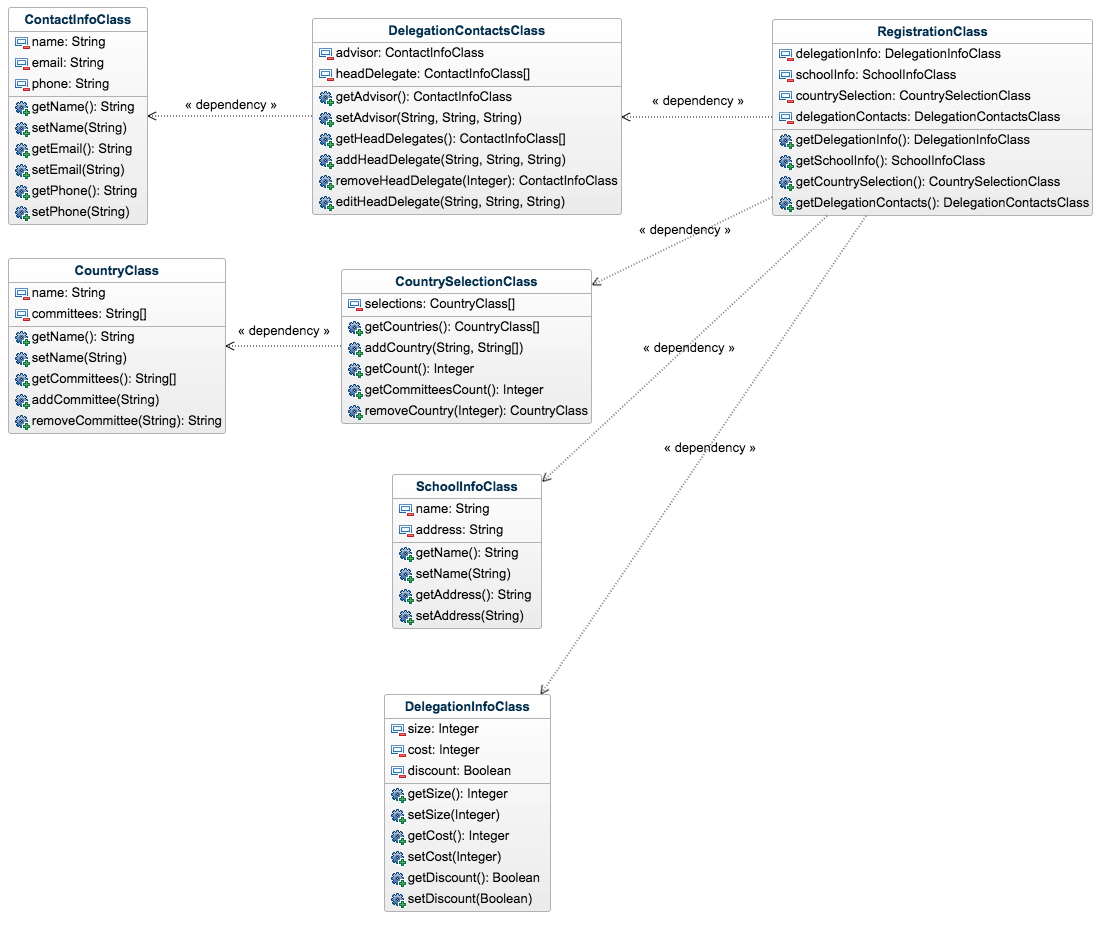 ContactInfoClass
name: String
email: String
phone: String
getName(): String
setName(String)
getEmail(): String
setEmail(String)
getPhone(): String
setPhone(String)
« dependency »
DelegationContactsClass
advisor: ContactInfoClass
headDelegate: ContactInfoClass[]
getAdvisor(): ContactInfoClass
setAdvisor(String, String, String)
getHeadDelegates(): ContactInfoClass[]
addHeadDelegate(String, String, String)
removeHeadDelegate(Integer): ContactInfoClass
editHeadDelegate(String, String, String)
« dependency »
RegistrationClass
delegationInfo: DelegationInfoClass
schoolInfo: SchoolInfoClass
countrySelection: CountrySelectionClass
delegationContacts: DelegationContactsClass
getDelegationInfo(): DelegationInfoClass
getSchoolInfo(): SchoolInfoClass
getCountrySelection(): CountrySelectionClass
getDelegationContacts(): DelegationContactsClass
« dependency »
CountryClass
name: String
committees: String[]
getName(): String
setName(String)
getCommittees(): String[]
addCommittee(String)
removeCommittee(String): String
« dependency »
CountrySelectionClass
selections: CountryClass[]
getCountries(): CountryClass[]
addCountry(String, String[])
getCount(): Integer
getCommitteesCount(): Integer
removeCountry(Integer): CountryClass
« dependency »
« dependency »
SchoolInfoClass
name: String
address: String
getName(): String
setName(String)
getAddress(): String
setAddress(String)
DelegationInfoClass
size: Integer
cost: Integer
discount: Boolean
getSize(): Integer
setSize(Integer)
getCost(): Integer
setCost(Integer)
getDiscount(): Boolean
setDiscount(Boolean)